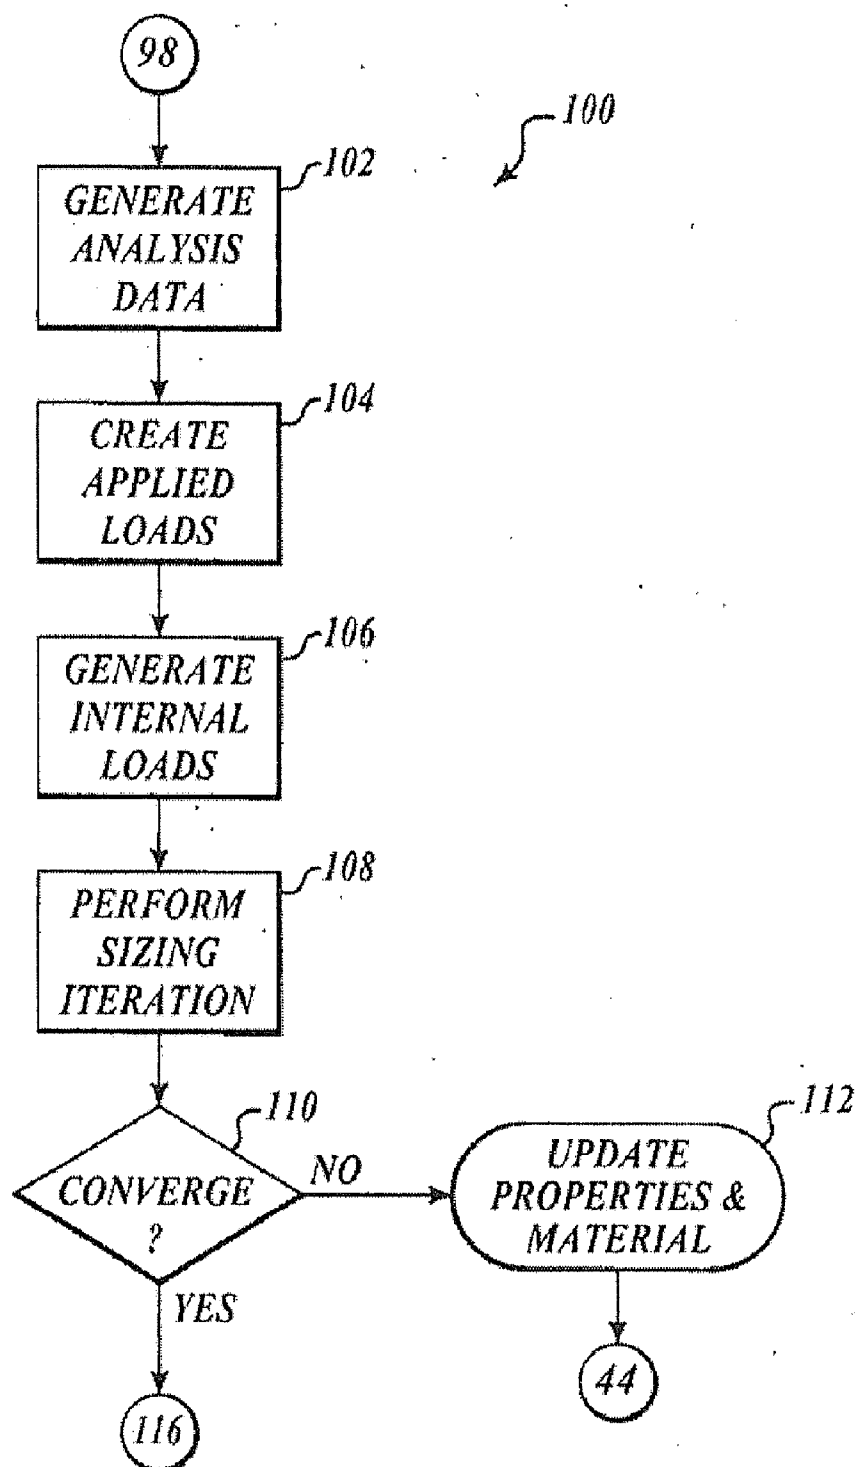 98
100
102
GENERATE
ANALYSIS
DATA
104
CREATE
APPLIED
LOADS
106
GENERATE
INTERNAL
LOADS
108
PERFORM
SIZING
ITERATION
110
CONVERGE
?
NO
112
UPDATE
PROPERTIES &
MATERIAL
YES
44
116